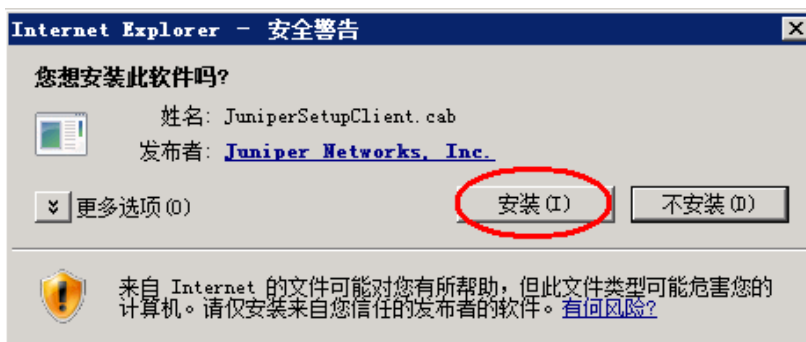 Internet Explorer - 安全警告
您想安装此软件吗?
姓名: JuniperSetupClient.cab
发布者: Juniper Networks, Inc.
更多选项(O)
安装(I)
不安装(D)
来自 Internet 的文件可能对您有所帮助，但此文件类型可能危害您的
计算机。请仅安装来自您信任的发布者的软件。有何风险?